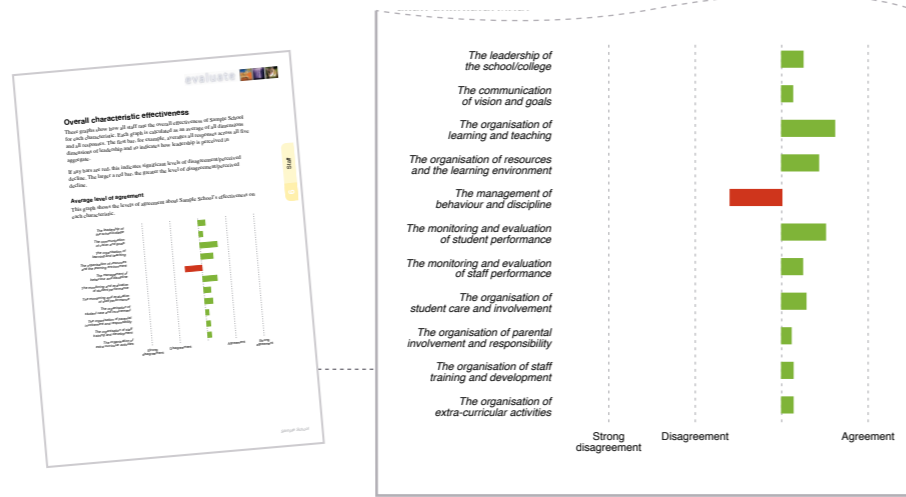 evaluate
Overall characteristic effectiveness
These graphs show how all staff rate the overall effectiveness of Sample School
for each characteristic. Each graph is calculated as an average of all dimensions
and all responses. The first bar, for example, averages all responses across all five
dimensions of leadership and so indicates how leadership is perceived in
aggregate.
If any bars are red, this indicates significant levels of disagreement/perceived
decline. The larger a red bar, the greater the level of disagreement/perceived
decline.
Average level of agreement
This graph shows the levels of agreement about Sample School's effectiveness on
each characteristic.
Staff
Strong
disagreement
Disagreement
Agreement
Strong
agreement
The leadership of
the school/college
The communication
of vision and goals
The organisation of
learning and teaching
The organisation of resources
and the learning environment
The management of
behaviour and discipline
The monitoring and evaluation
of student performance
The monitoring and evaluation
of staff performance
The organisation of
student care and involvement
The organisation of parental
involvement and responsibility
The organisation of staff
training and development
The organisation of
extra-curricular activities
Strong
disagreement
Disagreement
Agreement